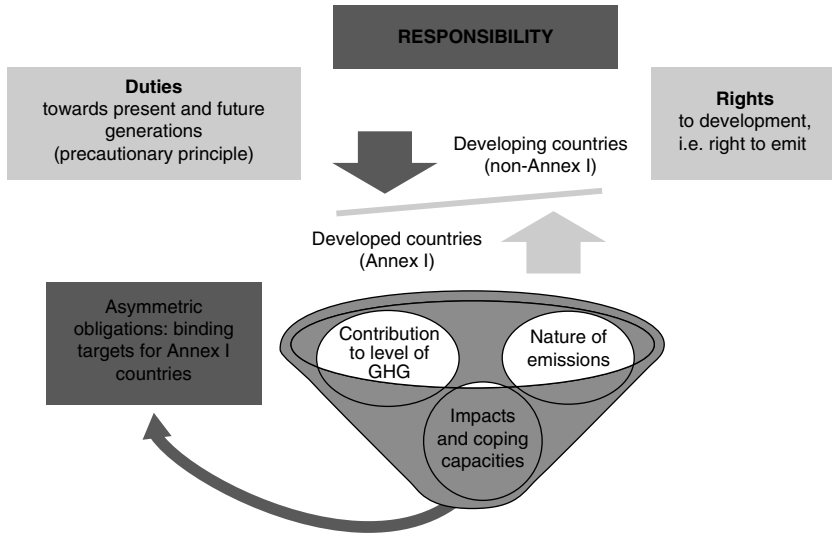 RESPONSIBILITY
Duties
towards present and future
generations
(precautionary principle)
Rights
to development,
i.e. right to emit
Developing countries
(non-Annex I)
Developed countries
(Annex I)
Asymmetric
obligations: binding
targets for Annex I
countries
Contribution
to level of
GHG
Nature of
emissions
Impacts
and coping
capacities